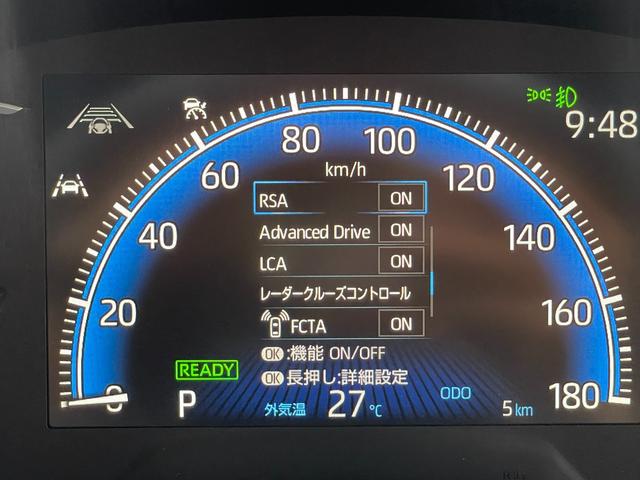 9:48
80
100
60
km/h
120
RSA ON
40
Advanced Drive ON
140
LCA ON
レーダークルーズコントロール
20
160
FCTA ON
OK:機能 ON/OFF
READY
OK長押し:詳細設定
0
P
外気温 27℃
ODO
5 km
180